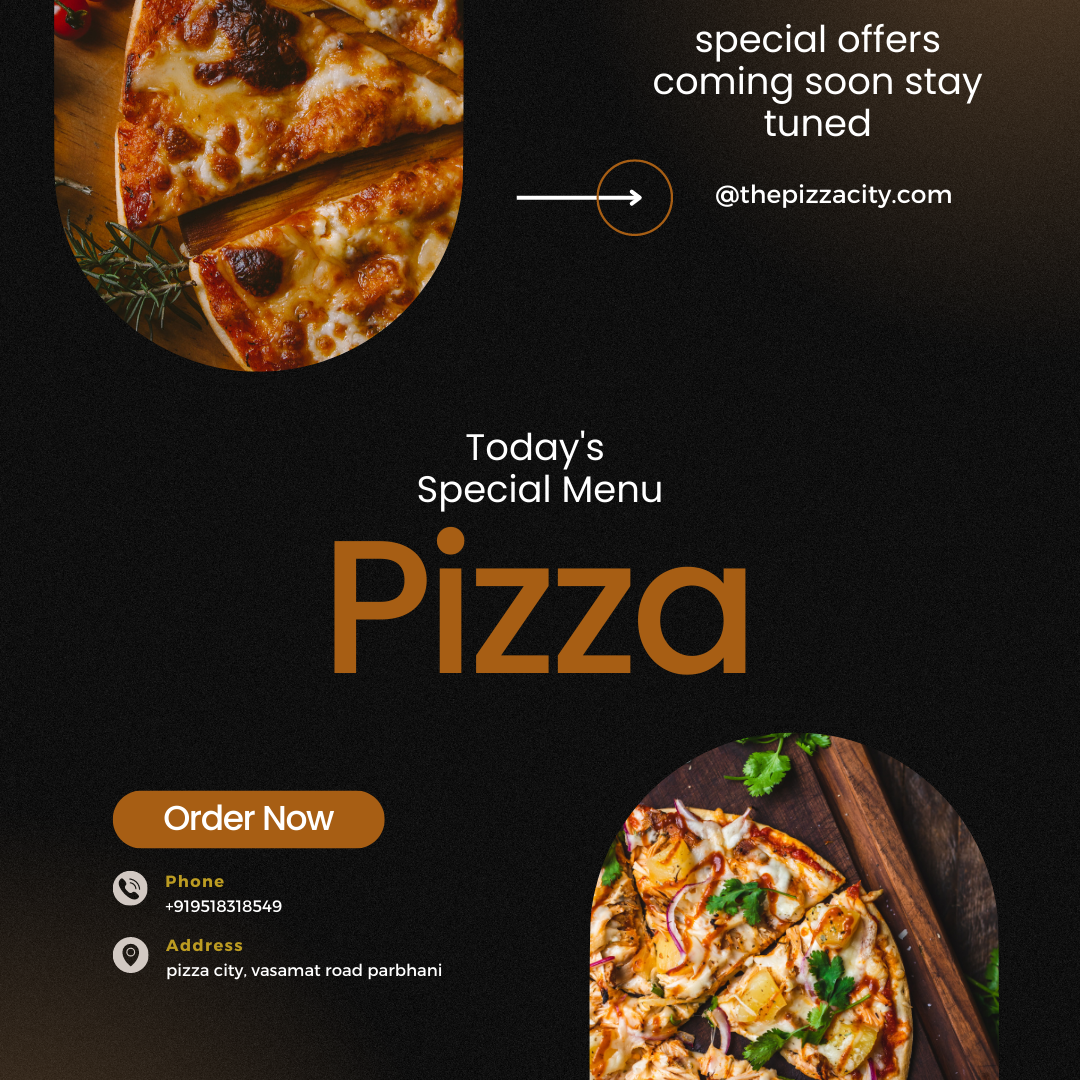 special offers
coming soon stay
tuned
@thepizzacity.com
Today's
Special Menu
Pizza
Order Now
Phone
+919518318549
Address
pizza city, vasamat road parbhani